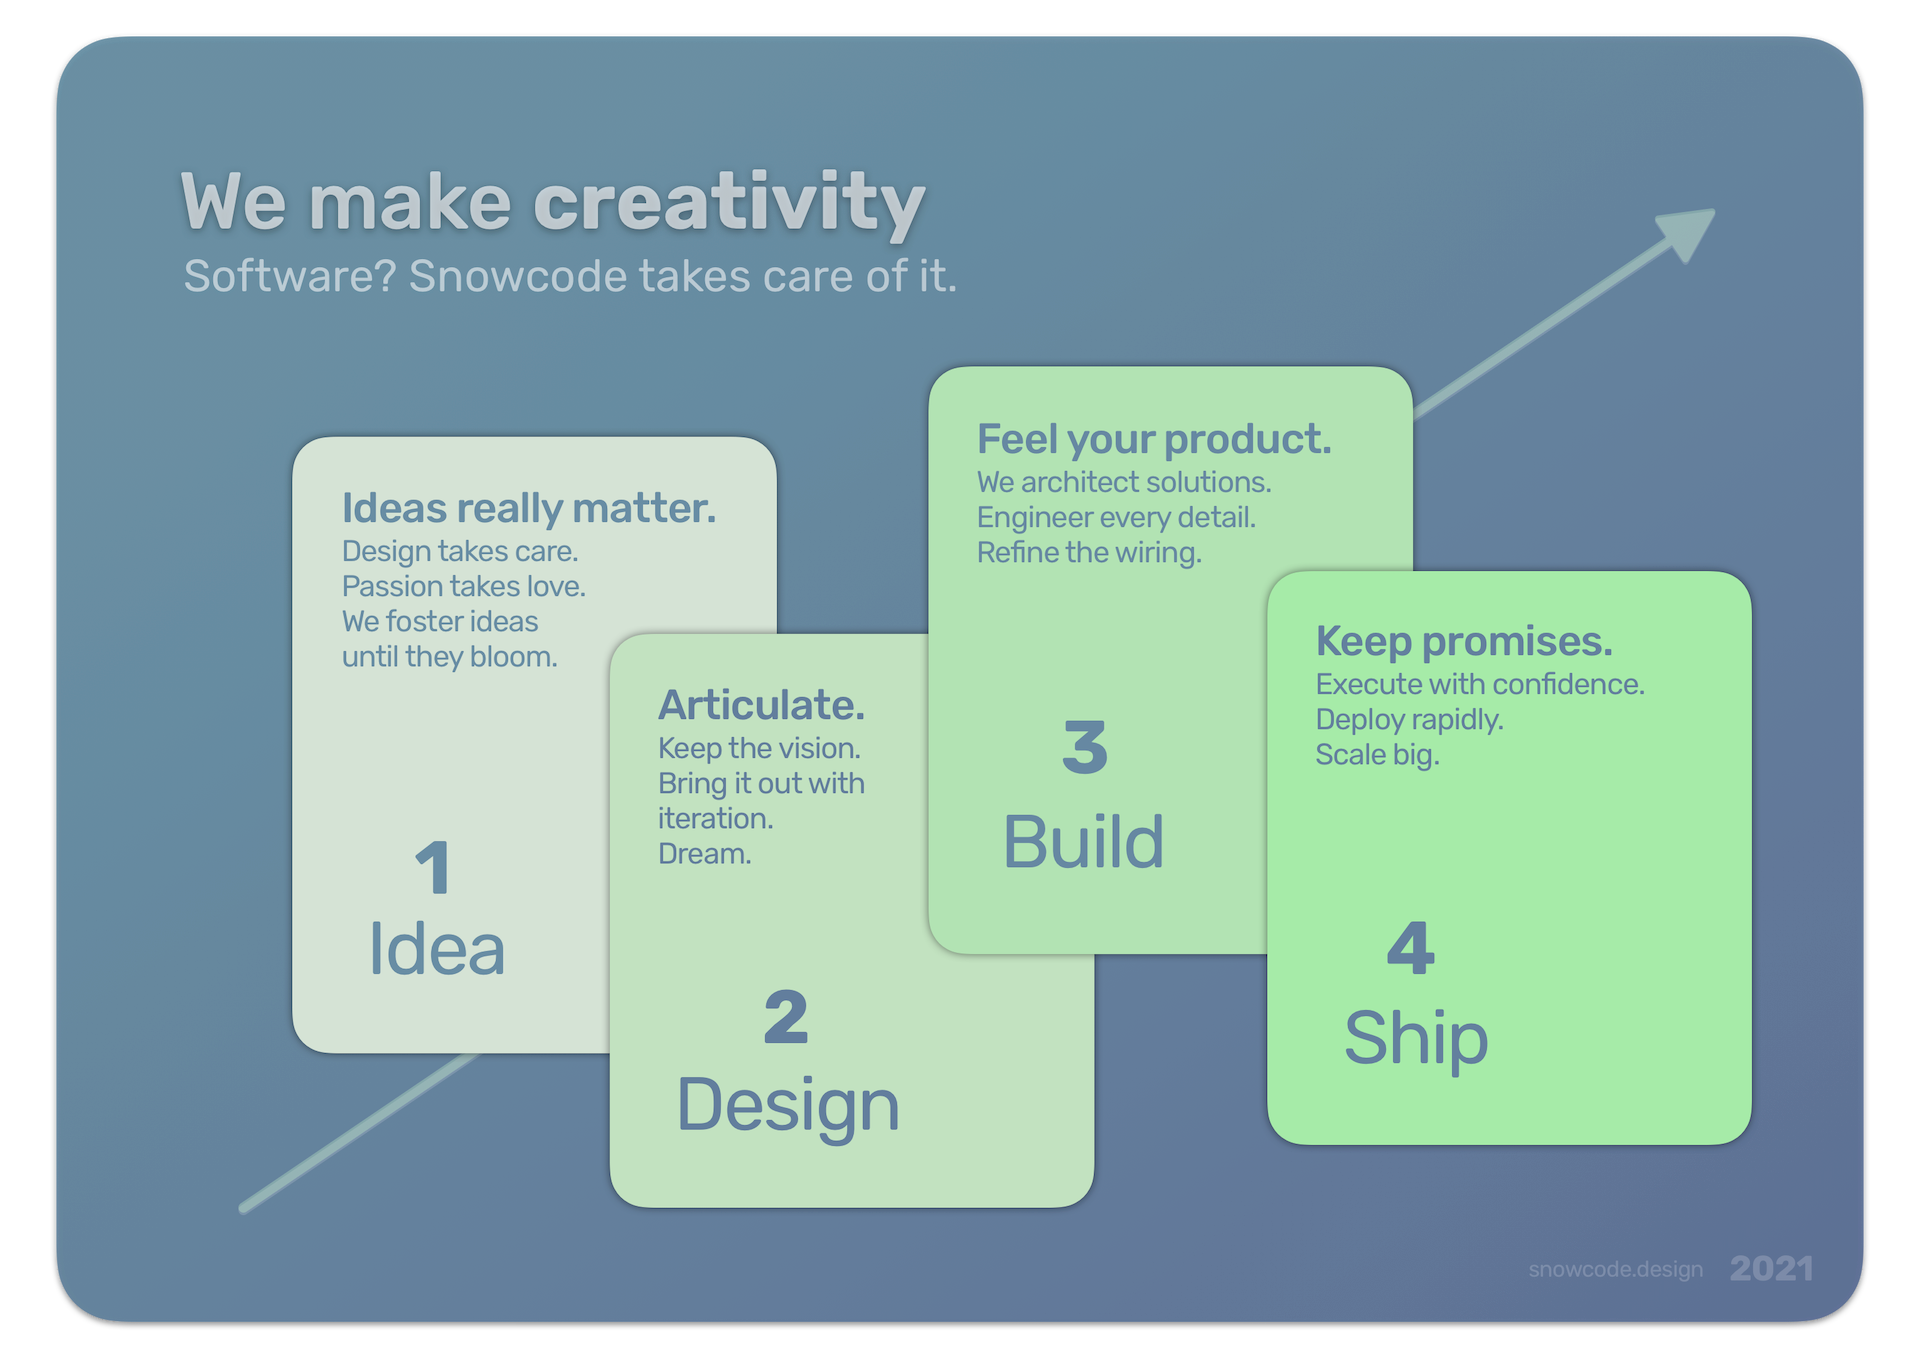 We make creativity
Software? Snowcode takes care of it.
Ideas really matter.
Design takes care.
Passion takes love.
We foster ideas
until they bloom.
1
Idea
Articulate.
Keep the vision.
Bring it out with
iteration.
Dream.
2
Design
Feel your product.
We architect solutions.
Engineer every detail.
Refine the wiring.
3
Build
Keep promises.
Execute with confidence.
Deploy rapidly.
Scale big.
4
Ship
snowcode.design 2021